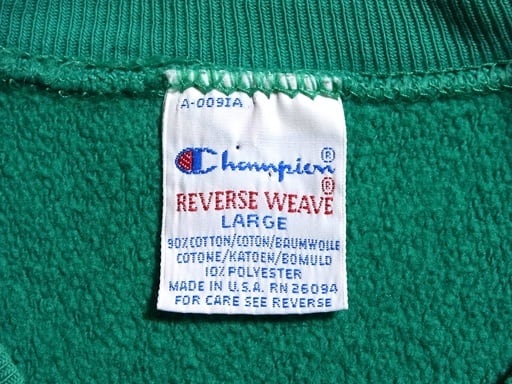 A-0091A
Champion®
®
REVERSE WEAVE
LARGE
90%COTTON/COTON/BAUMWOLLE
COTONE/KATOEN/BOMULD
10% POLYESTER
MADE IN U.S.A. RN 26094
FOR CARE SEE REVERSE